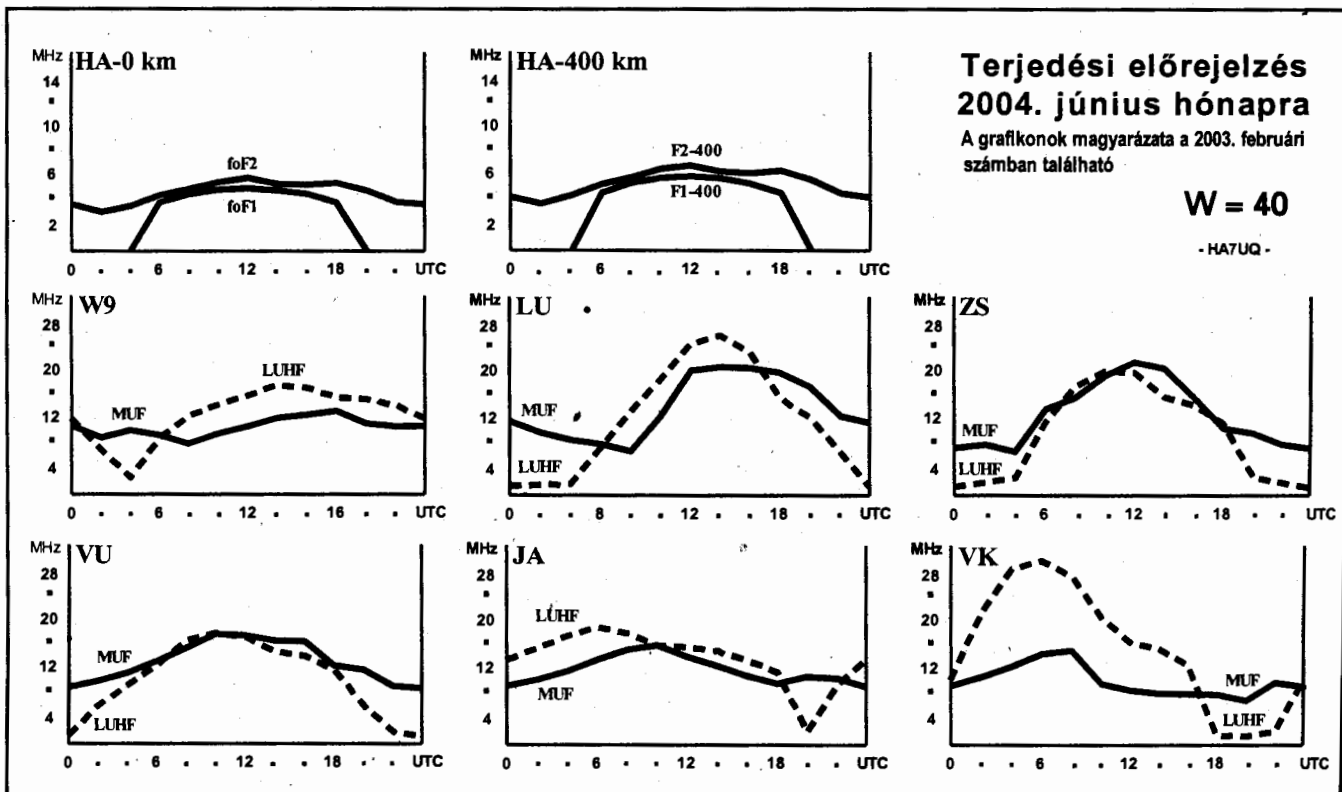 MHz HA-0 km
14
10
6
2
foF2
foF1
0 6 12 18 UTC
MHz HA-400 km
14
10
6
2
F2-400
F1-400
0 6 12 18 UTC
Terjedési előrejelzés
2004. június hónapra
A grafikonok magyarázata a 2003. februári
számban található
W = 40
- HA7UQ -
MHz W9
28
20
12
4
LUHF
MUF
0 6 12 16 UTC
MHz LU
28
20
12
4
MUF
LUHF
0 6 12 18 UTC
MHz ZS
28
20
12
4
MUF
LUHF
0 6 12 18 UTC
MHz VU
28
20
12
4
MUF
LUHF
0 6 12 18 UTC
MHz JA
28
20
12
4
LUHF
MUF
0 6 12 18 UTC
MHz VK
28
20
12
4
MUF
LUHF
0 6 12 18 UTC